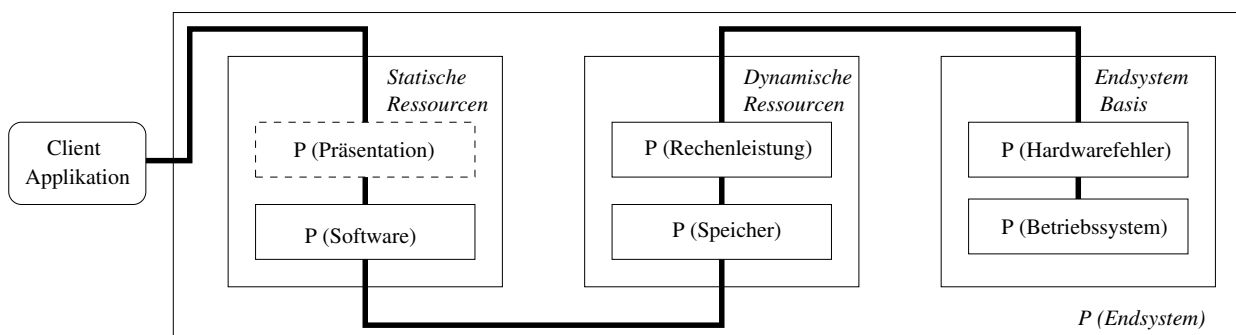 Client
Applikation
Statische
Ressourcen
P (Präsentation)
P (Software)
Dynamische
Ressourcen
P (Rechenleistung)
P (Speicher)
Endsystem
Basis
P (Hardwarefehler)
P (Betriebssystem)
P (Endsystem)